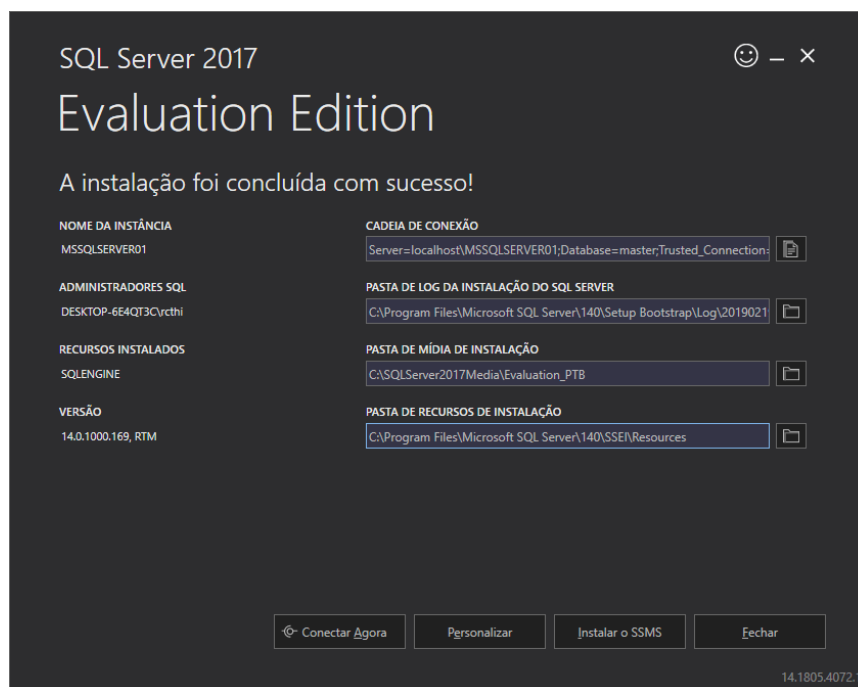 SQL Server 2017
Evaluation Edition
A instalação foi concluída com sucesso!
NOME DA INSTÂNCIA
MSSQLSERVER01
CADEIA DE CONEXÃO
Server=localhost\MSSQLSERVER01;Database=master;Trusted_Connection=
ADMINISTRADORES SQL
DESKTOP-6E4QT3C\rcthi
PASTA DE LOG DA INSTALAÇÃO DO SQL SERVER
C:\Program Files\Microsoft SQL Server\140\Setup Bootstrap\Log\2019021
RECURSOS INSTALADOS
SQLENGINE
PASTA DE MÍDIA DE INSTALAÇÃO
C:\SQLServer2017Media\Evaluation_PTB
VERSÃO
14.0.1000.169, RTM
PASTA DE RECURSOS DE INSTALAÇÃO
C:\Program Files\Microsoft SQL Server\140\SSEI\Resources
Conectar Agora
Personalizar
Instalar o SSMS
Fechar
14.1805.4072.